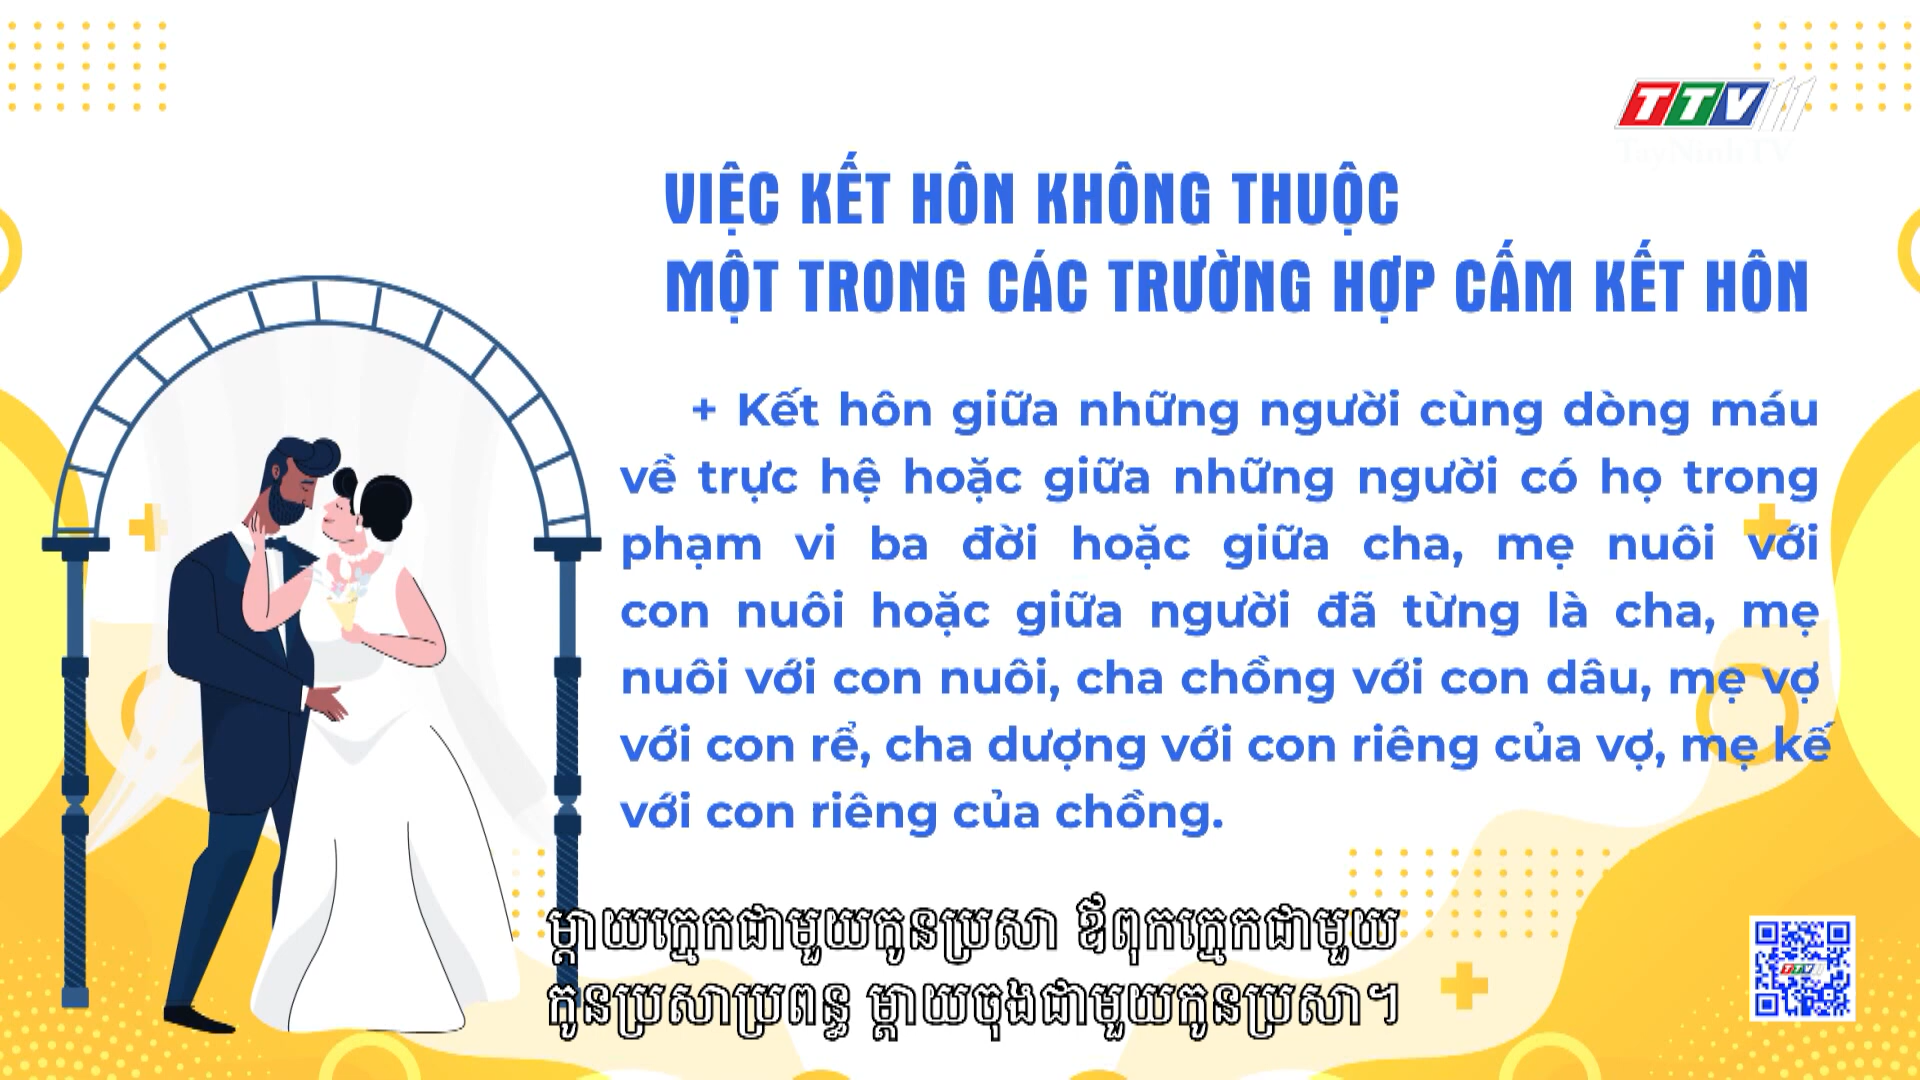 TTV11
TayNinhTV
VIỆC KẾT HÔN KHÔNG THUỘC
MỘT TRONG CÁC TRƯỜNG HỢP CẤM KẾT HÔN
+ Kết hôn giữa những người cùng dòng máu
về trực hệ hoặc giữa những người có họ trong
phạm vi ba đời hoặc giữa cha, mẹ nuôi với
con nuôi hoặc giữa người đã từng là cha, mẹ
nuôi với con nuôi, cha chồng với con dâu, mẹ vợ
với con rể, cha dượng với con riêng của vợ, mẹ kế
với con riêng của chồng.
ម្តាយក្មេកជាមួយកូនប្រសា ឪពុកក្មេកជាមួយ
កូនប្រសាប្រពន្ធ ម្តាយចុងជាមួយកូនប្រសា។
TTV11